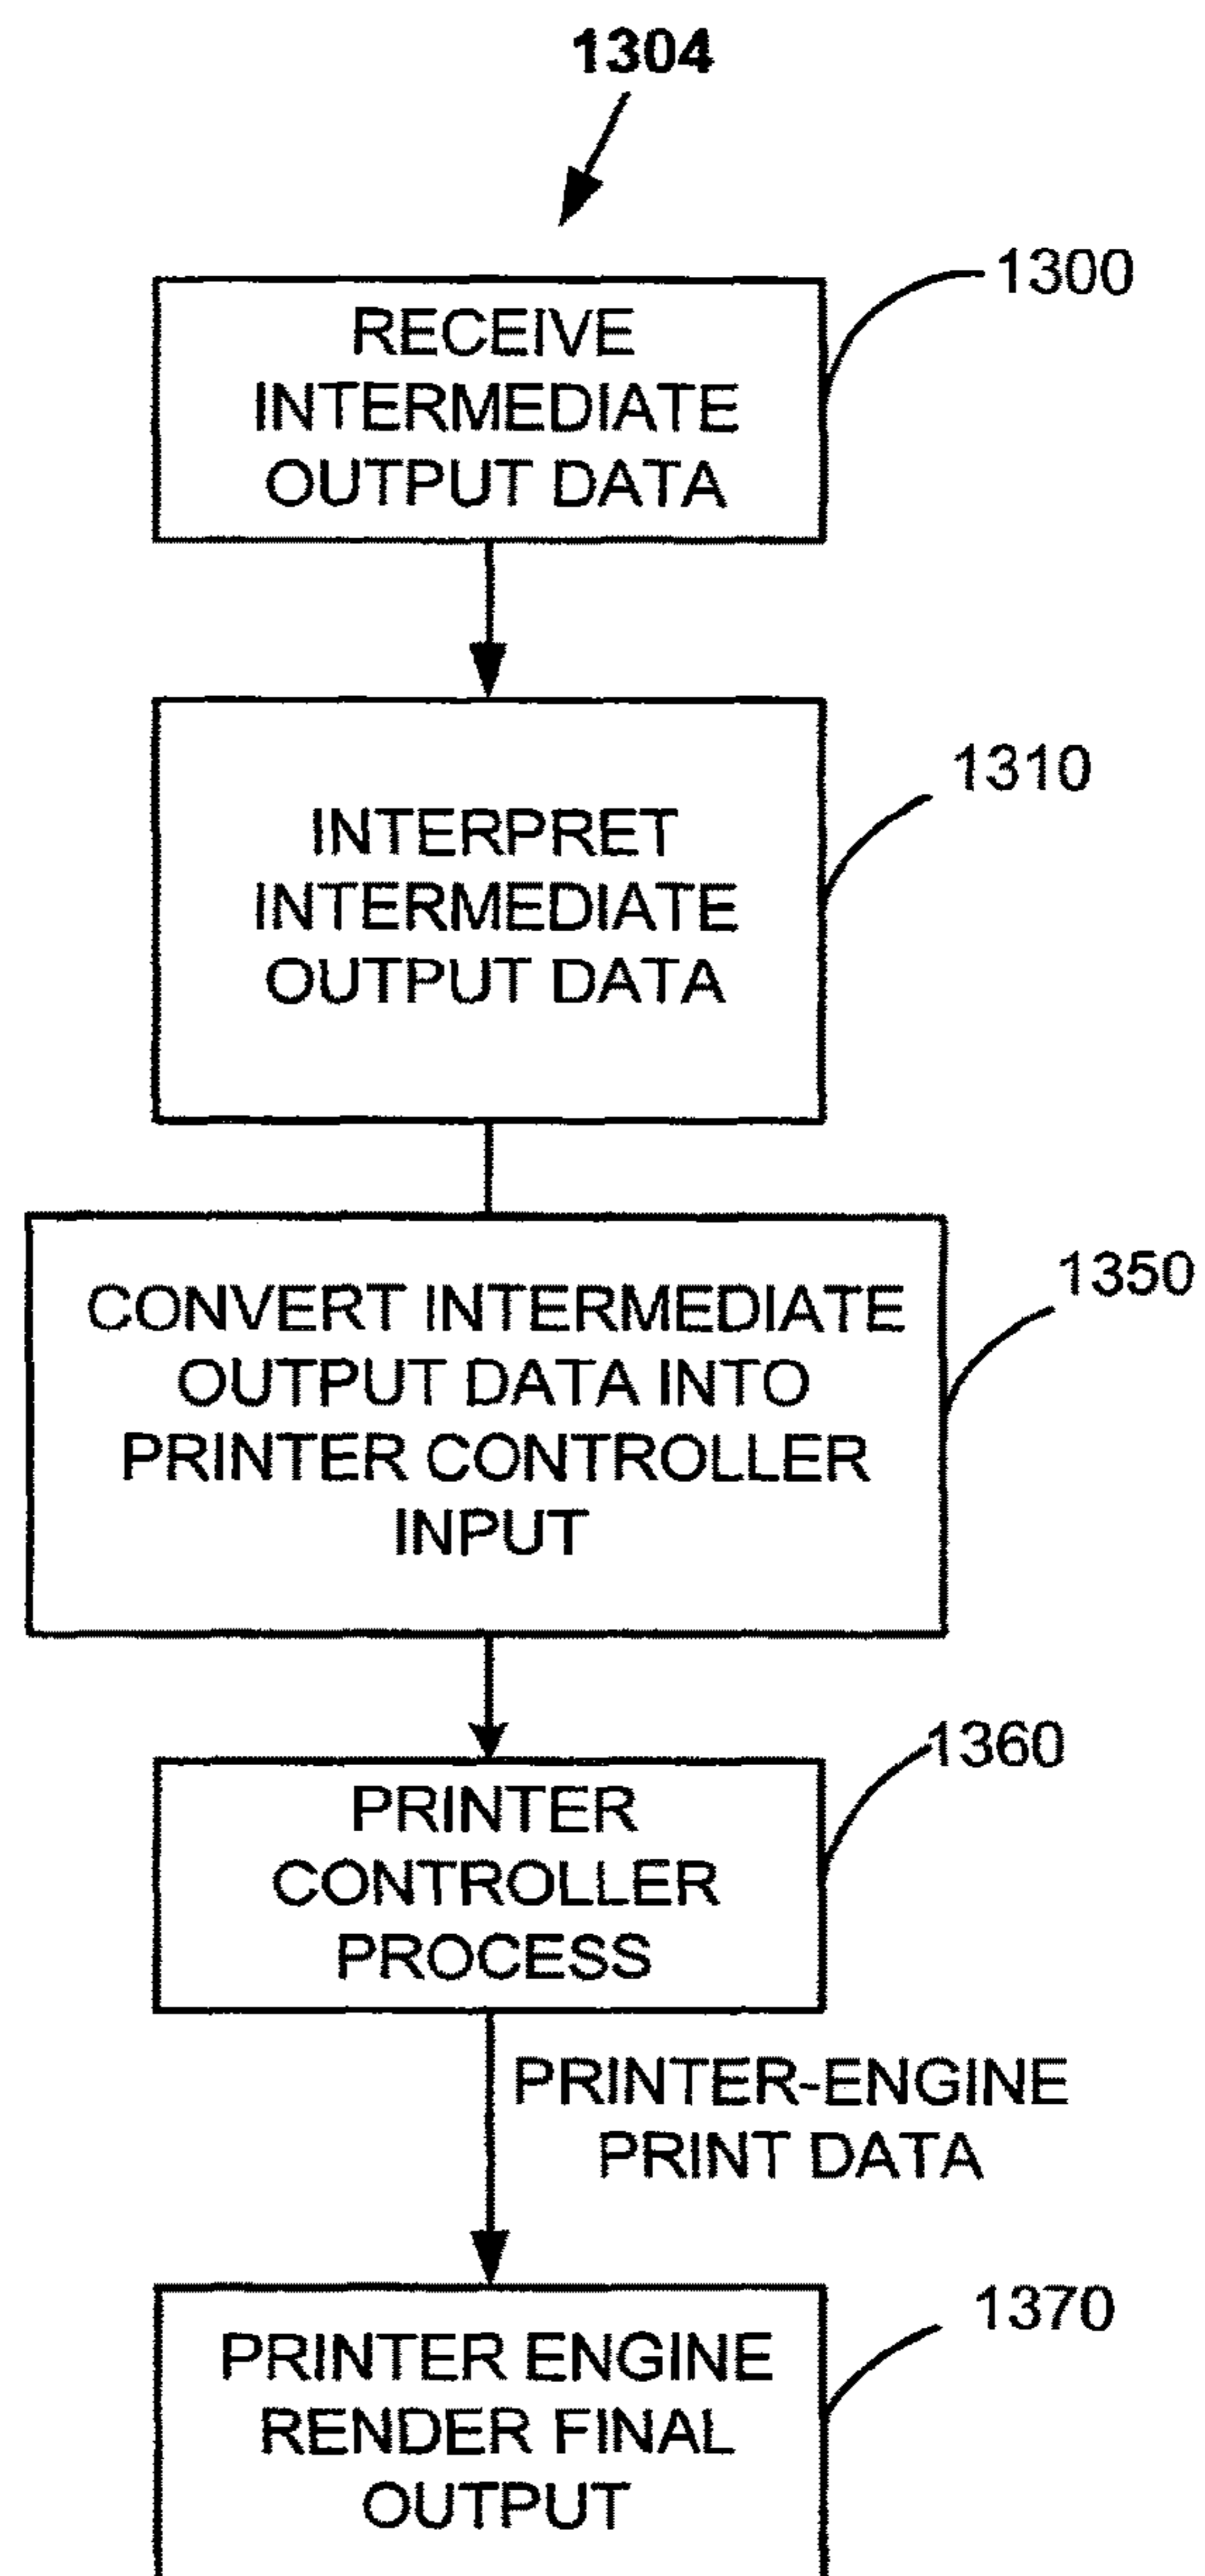 1304
1300
RECEIVE
INTERMEDIATE
OUTPUT DATA
1310
INTERPRET
INTERMEDIATE
OUTPUT DATA
1350
CONVERT INTERMEDIATE
OUTPUT DATA INTO
PRINTER CONTROLLER
INPUT
1360
PRINTER
CONTROLLER
PROCESS
PRINTER-ENGINE
PRINT DATA
1370
PRINTER ENGINE
RENDER FINAL
OUTPUT